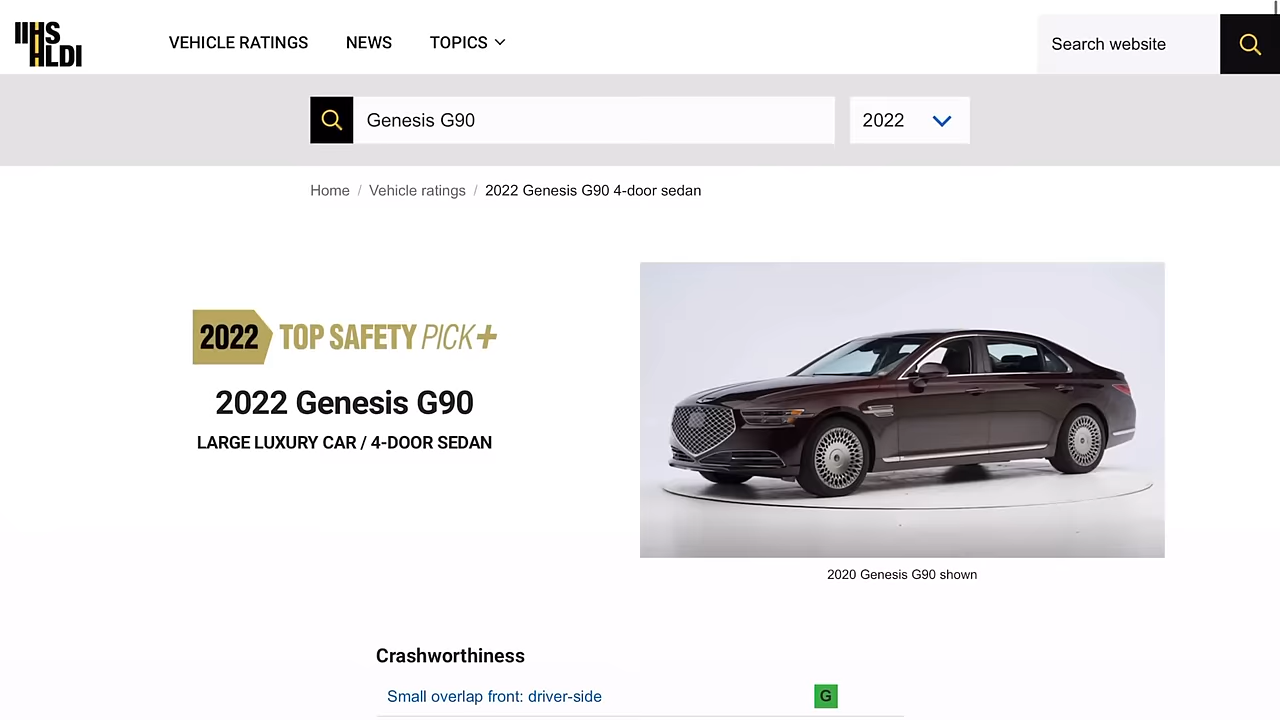 IIHS
HLDI
VEHICLE RATINGS
NEWS
TOPICS
Search website
Genesis G90
2022
Home / Vehicle ratings / 2022 Genesis G90 4-door sedan
2022 TOP SAFETY PICK+
2022 Genesis G90
LARGE LUXURY CAR / 4-DOOR SEDAN
2020 Genesis G90 shown
Crashworthiness
Small overlap front: driver-side
G